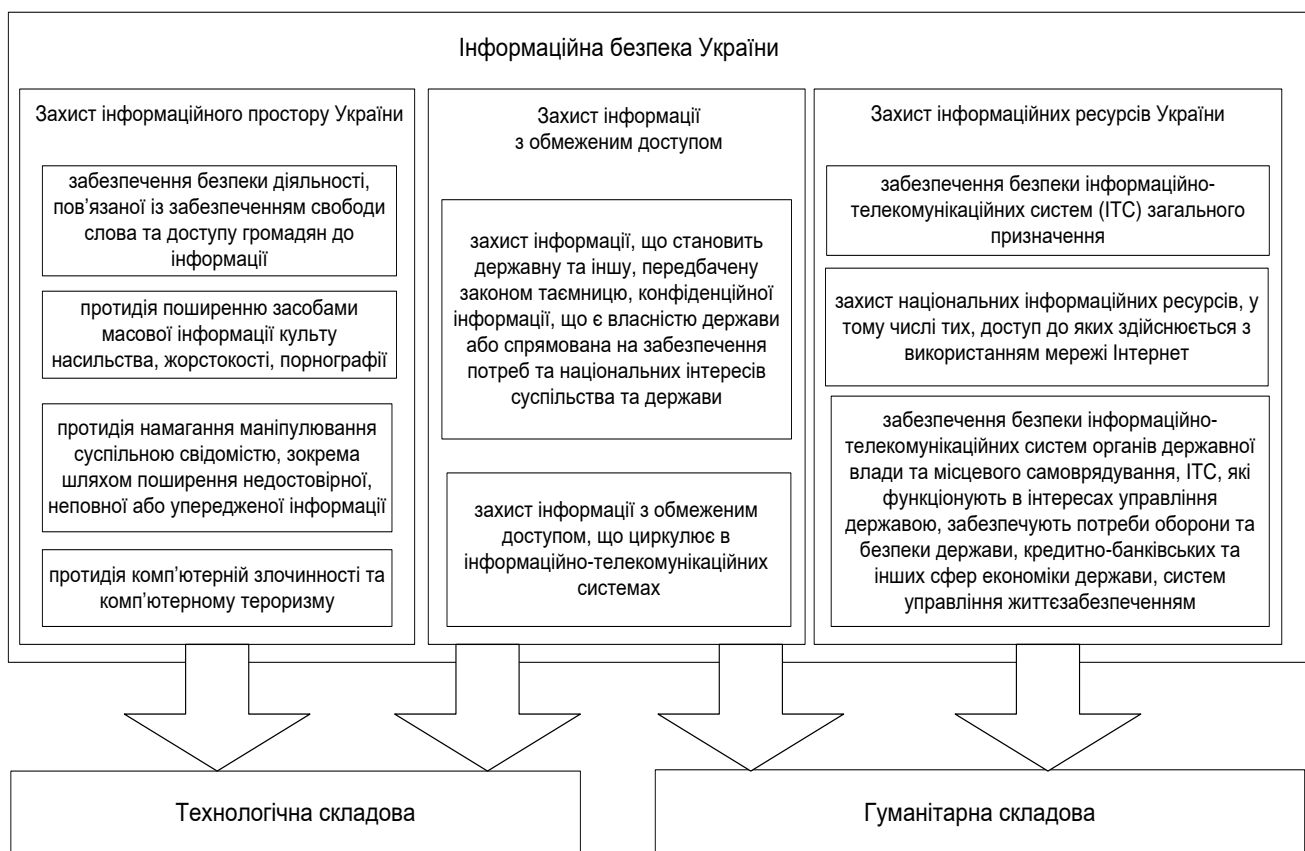 Інформаційна безпека України
Захист інформаційного простору України
забезпечення безпеки діяльності,
пов’язаної із забезпеченням свободи
слова та доступу громадян до
інформації
протидія поширенню засобами
масової інформації культу
насильства, жорстокості, порнографії
протидія намагання маніпулювання
суспільною свідомістю, зокрема
шляхом поширення недостовірної,
неповної або упередженої інформації
протидія комп’ютерній злочинності та
комп’ютерному тероризму
Захист інформації
з обмеженим доступом
захист інформації, що становить
державну та іншу, передбачену
законом таємницю, конфіденційної
інформації, що є власністю держави
або спрямована на забезпечення
потреб та національних інтересів
суспільства та держави
захист інформації з обмеженим
доступом, що циркулює в
інформаційно-телекомунікаційних
системах
Захист інформаційних ресурсів України
забезпечення безпеки інформаційно-
телекомунікаційних систем (ІТС) загального
призначення
захист національних інформаційних ресурсів, у
тому числі тих, доступ до яких здійснюється з
використанням мережі Інтернет
забезпечення безпеки інформаційно-
телекомунікаційних систем органів державної
влади та місцевого самоврядування, ІТС, які
функціонують в інтересах управління
державою, забезпечують потреби оборони та
безпеки держави, кредитно-банківських та
інших сфер економіки держави, систем
управління життєзабезпеченням
Технологічна складова
Гуманітарна складова